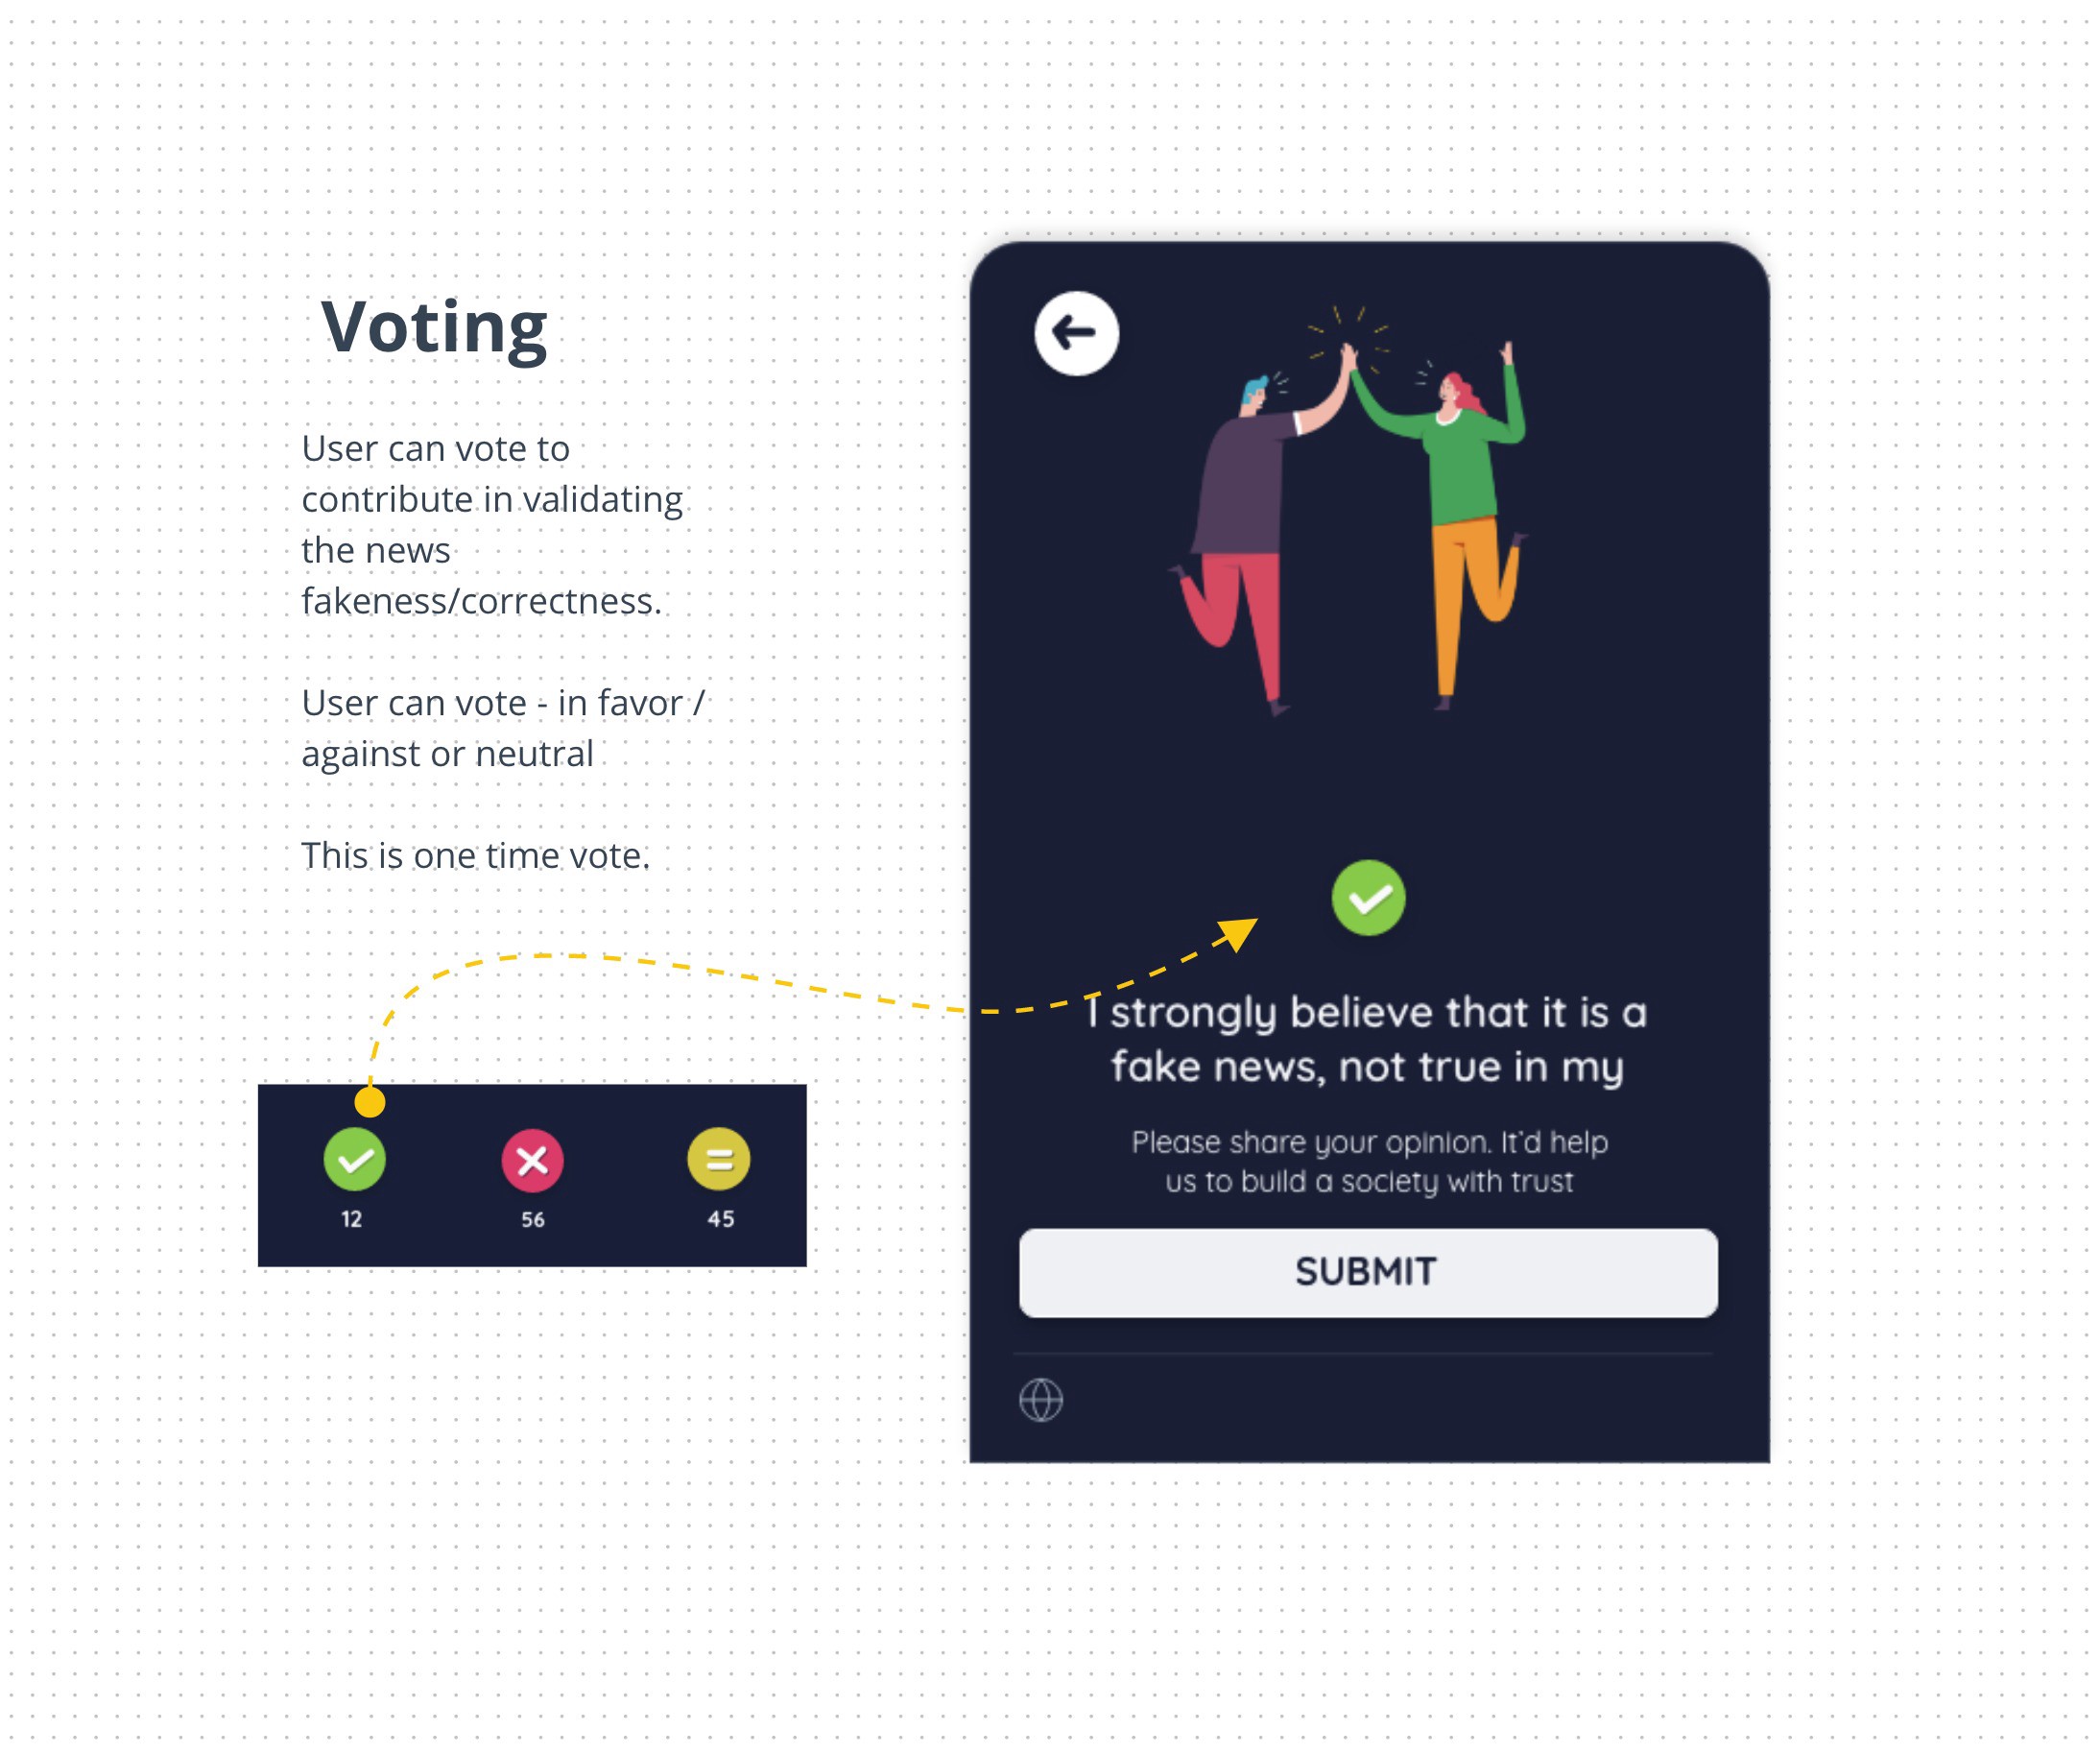 Voting
User can vote to
contribute in validating
the news
fakeness/correctness.
User can vote - in favor /
against or neutral
This is one time vote.
12
56
45
I strongly believe that it is a
fake news, not true in my
Please share your opinion. It'd help
us to build a society with trust
SUBMIT